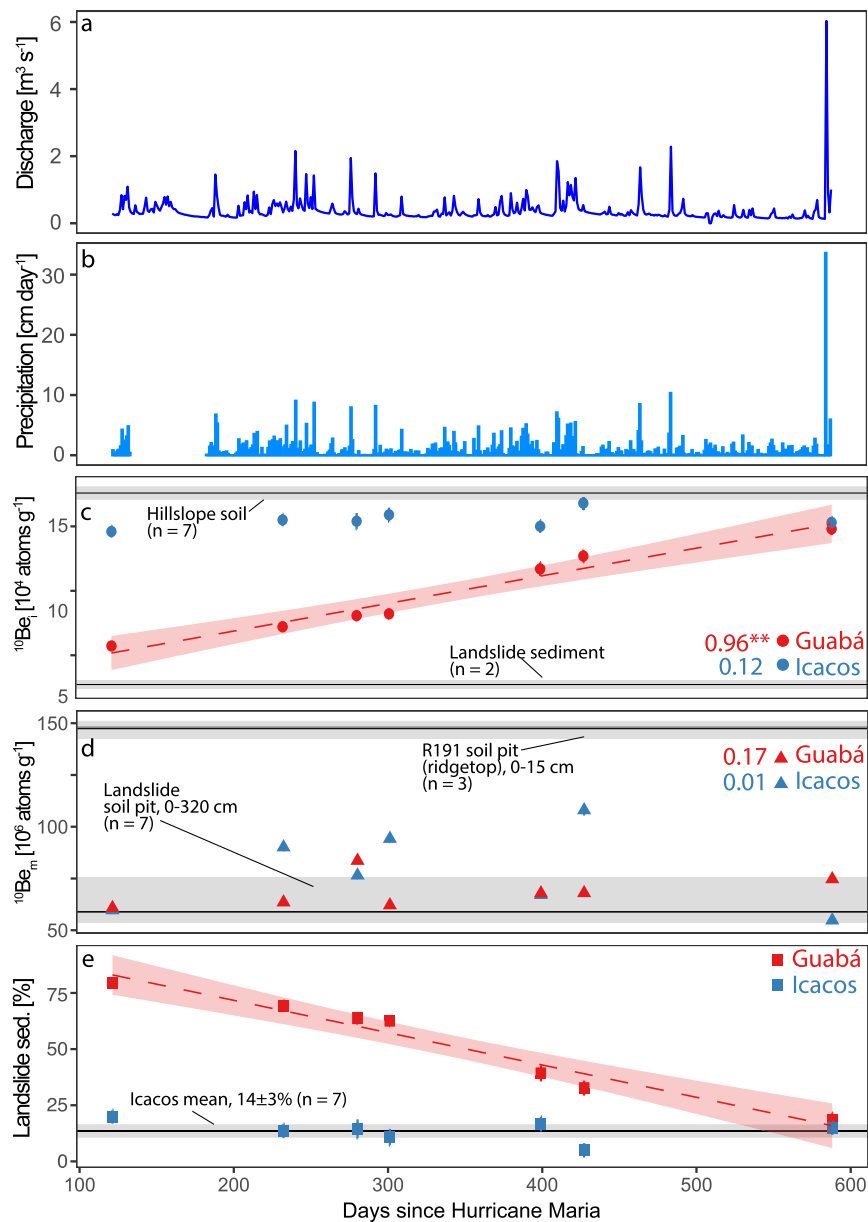 a
Discharge [m³ s⁻¹]
6
4
2
0
b
Precipitation [cm day⁻¹]
30
20
10
0
c
Hillslope soil
(n = 7)
¹⁰Beᵢ [10⁴ atoms g⁻¹]
15
10
5
Landslide sediment
(n = 2)
0.96** Guabá
0.12 Icacos
d
¹⁰Beₘ [10⁶ atoms g⁻¹]
150
100
50
R191 soil pit
(ridgetop), 0-15 cm
(n = 3)
0.17 Guabá
0.01 Icacos
Landslide
soil pit, 0-320 cm
(n = 7)
e
Landslide sed. [%]
75
50
25
0
Guabá
Icacos
Icacos mean, 14±3% (n = 7)
100 200 300 400 500 600
Days since Hurricane Maria